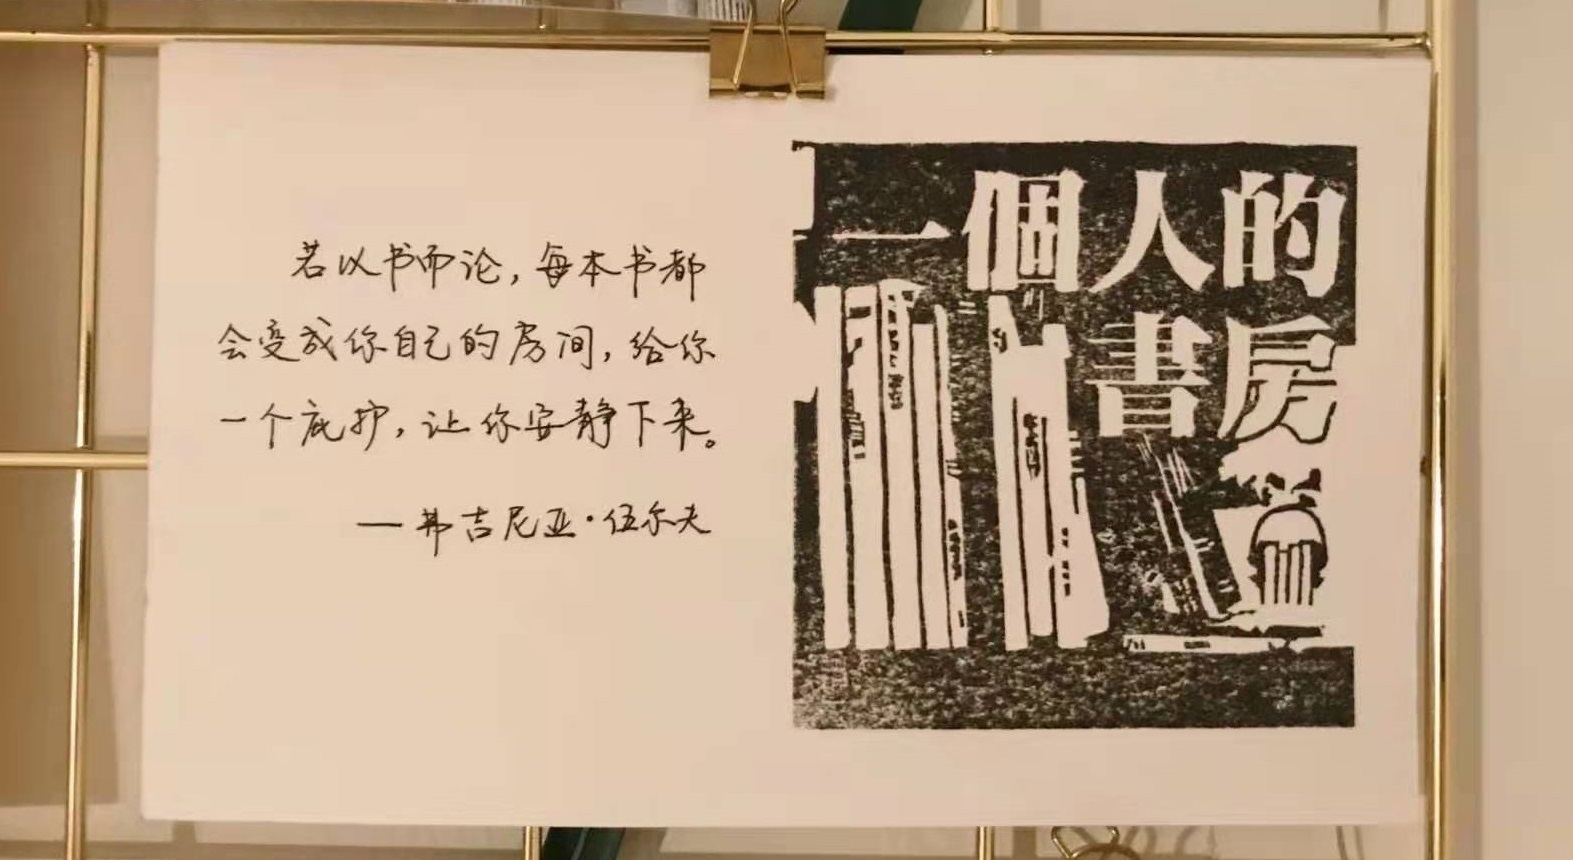 若以书而论，每本书都
会变成你自己的房间，给你
一个庇护，让你安静下来。
—弗吉尼亚·伍尔夫
一個人的
書房